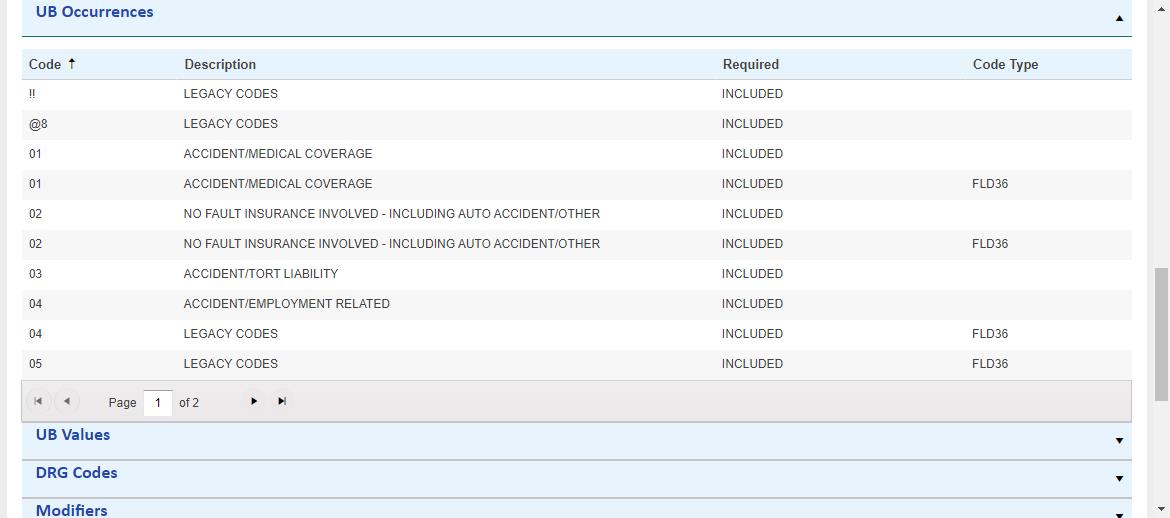 UB Occurrences
Code Description Required Code Type
!! LEGACY CODES INCLUDED
@8 LEGACY CODES INCLUDED
01 ACCIDENT/MEDICAL COVERAGE INCLUDED
01 ACCIDENT/MEDICAL COVERAGE INCLUDED FLD36
02 NO FAULT INSURANCE INVOLVED - INCLUDING AUTO ACCIDENT/OTHER INCLUDED
02 NO FAULT INSURANCE INVOLVED - INCLUDING AUTO ACCIDENT/OTHER INCLUDED FLD36
03 ACCIDENT/TORT LIABILITY INCLUDED
04 ACCIDENT/EMPLOYMENT RELATED INCLUDED
04 LEGACY CODES INCLUDED FLD36
05 LEGACY CODES INCLUDED FLD36
Page 1 of 2
UB Values
DRG Codes
Modifiers